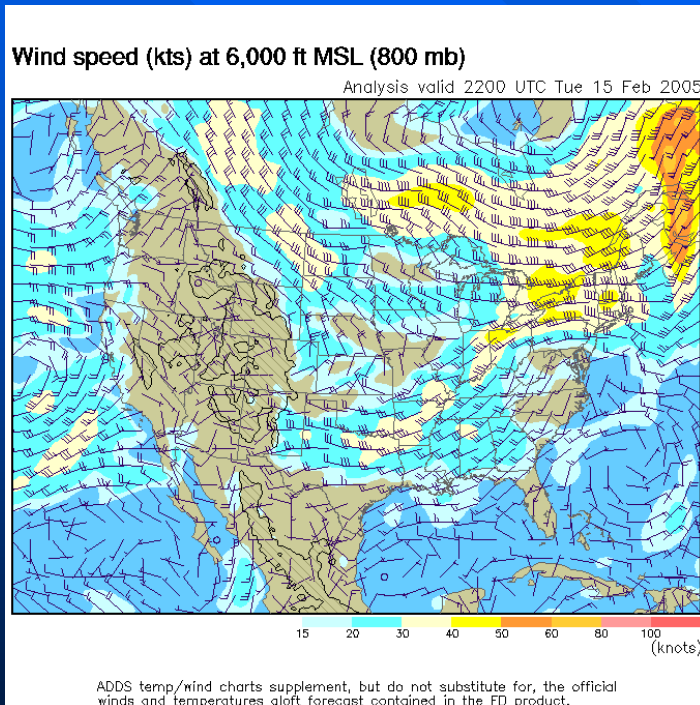 Wind speed (kts) at 6,000 ft MSL (800 mb)
Analysis valid 2200 UTC Tue 15 Feb 2005
15 20 30 40 50 60 80 100
(knots)
ADDS temp/wind charts supplement, but do not substitute for, the official
winds and temperatures aloft forecast contained in the FD product.